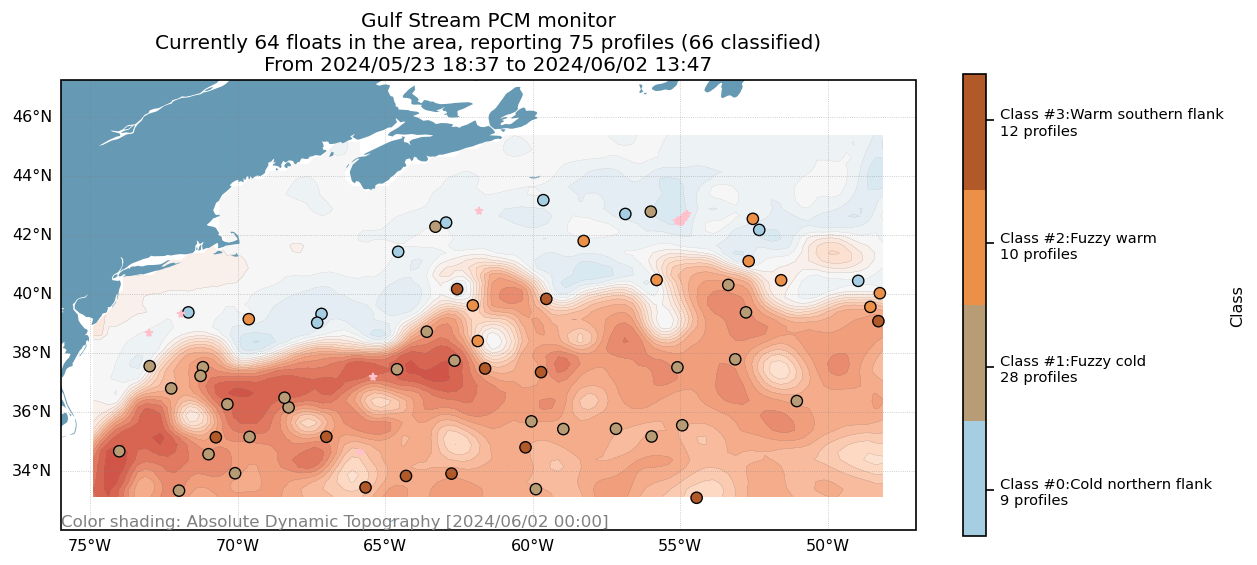 Gulf Stream PCM monitor
Currently 64 floats in the area, reporting 75 profiles (66 classified)
From 2024/05/23 18:37 to 2024/06/02 13:47
46°N
44°N
42°N
40°N
38°N
36°N
34°N
Color shading: Absolute Dynamic Topography [2024/06/02 00:00]
75°W
70°W
65°W
60°W
55°W
50°W
Class #3:Warm southern flank
12 profiles
Class #2:Fuzzy warm
10 profiles
Class #1:Fuzzy cold
28 profiles
Class #0:Cold northern flank
9 profiles
Class